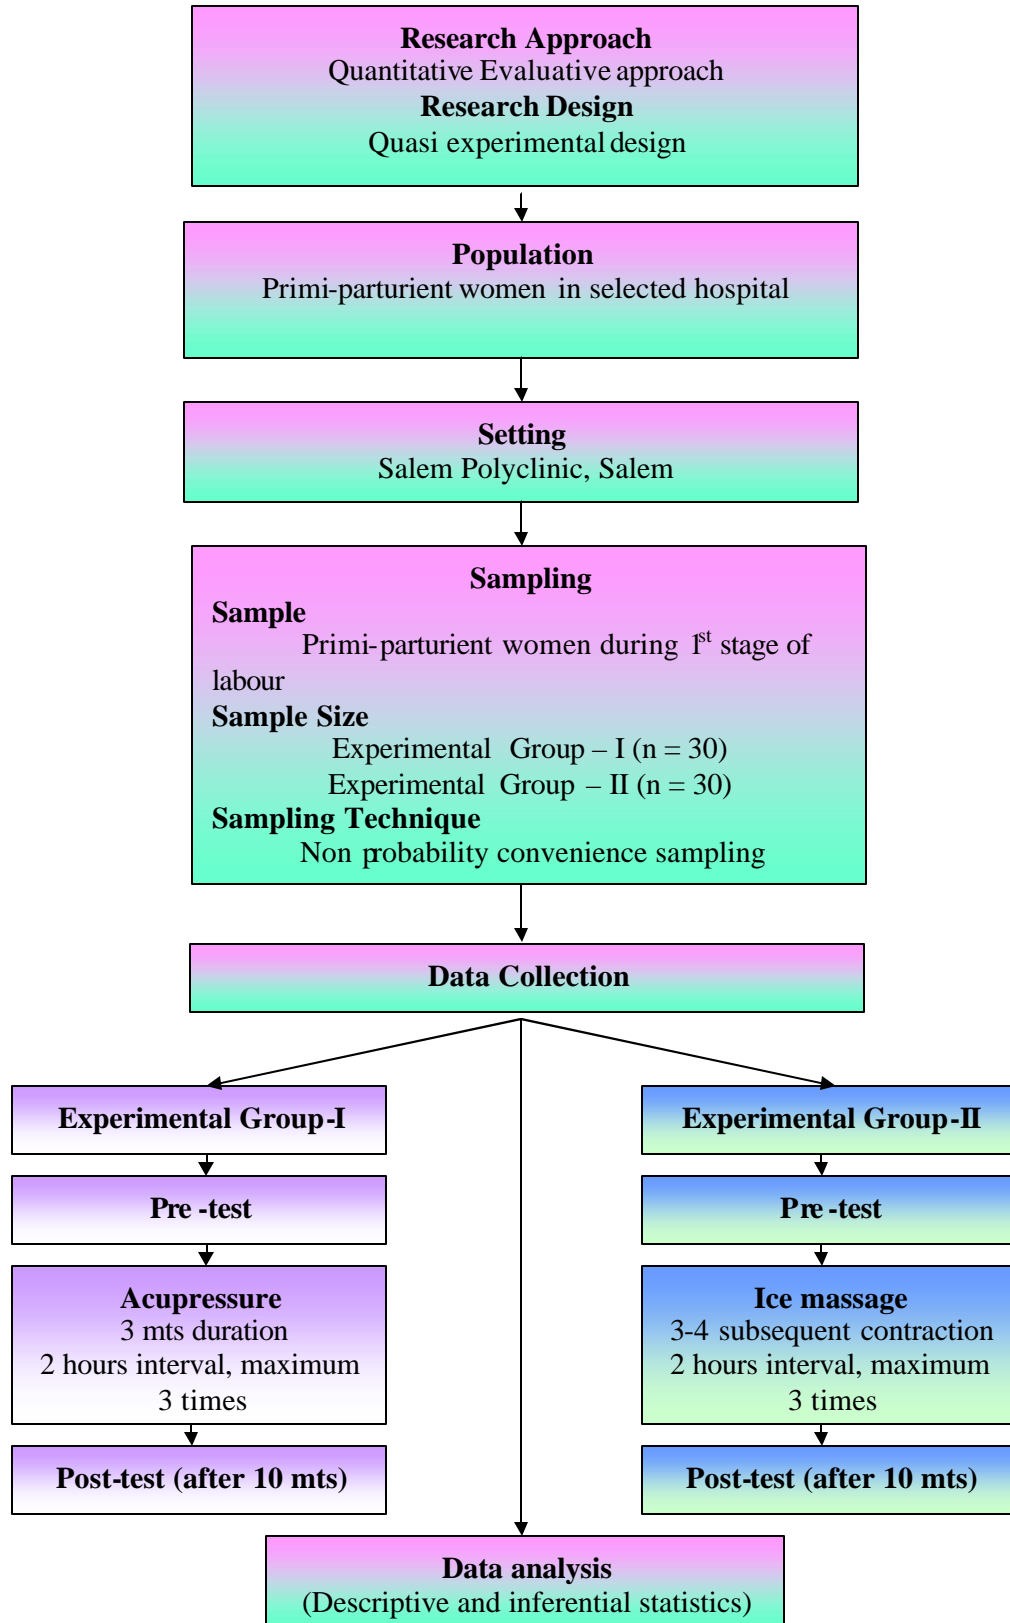 Research Approach
Quantitative Evaluative approach
Research Design
Quasi experimental design
Population
Primi-parturient women in selected hospital
Setting
Salem Polyclinic, Salem
Sampling
Sample
Primi-parturient women during 1st stage of
labour
Sample Size
Experimental Group – I (n = 30)
Experimental Group – II (n = 30)
Sampling Technique
Non probability convenience sampling
Data Collection
Experimental Group-I
Pre-test
Acupressure
3 mts duration
2 hours interval, maximum
3 times
Post-test (after 10 mts)
Experimental Group-II
Pre-test
Ice massage
3-4 subsequent contraction
2 hours interval, maximum
3 times
Post-test (after 10 mts)
Data analysis
(Descriptive and inferential statistics)